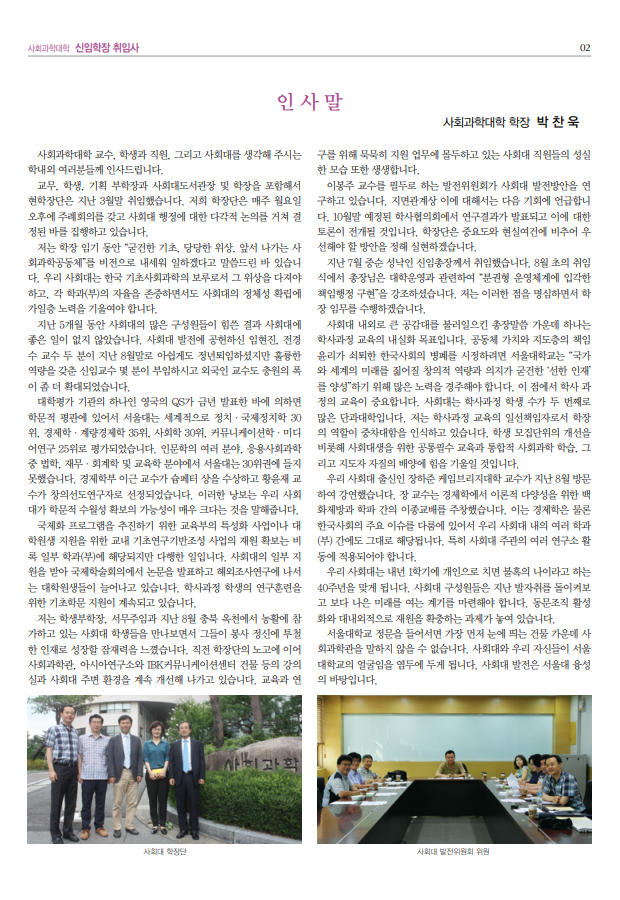 사회과학대학 신임학장 취임사
02
인사말
사회과학대학 학장 박찬욱
사회과학대학 교수, 학생과 직원, 그리고 사회대를 생각해 주시는
학내외 여러분들께 인사드립니다.
교무, 학생, 기획 부학장과 사회대도서관장 및 학장을 포함해서
현학장단은 지난 3월말 취임했습니다. 저희 학장단은 매주 월요일
오후에 주례회의를 갖고 사회대 행정에 대한 다각적 논의를 거쳐 결
정된 바를 집행하고 있습니다.
저는 학장 임기 동안 “굳건한 기초, 당당한 위상, 앞서 나가는 사
회과학공동체”를 비전으로 내세워 일하겠다고 말씀드린 바 있습니
다. 우리 사회대는 한국 기초사회과학의 보루로서 그 위상을 다져야
하고, 각 학과(부)의 자율을 존중하면서도 사회대의 정체성 확립에
가일층 노력을 기울여야 합니다.
지난 5개월 동안 사회대의 많은 구성원들이 힘쓴 결과 사회대에
좋은 일이 없지 않았습니다. 사회대 발전에 공헌하신 임현진, 전경
수 교수 두 분이 지난 8월말로 아쉽게도 정년퇴임하셨지만 훌륭한
역량을 갖춘 신임교수 몇 분이 부임하시고 외국인 교수도 충원의 폭
이 좀 더 확대되었습니다.
대학평가 기관의 하나인 영국의 QS가 금년 발표한 바에 의하면
학문적 평판에 있어서 서울대는 세계적으로 정치·국제정치학 30
위, 경제학·계량경제학 35위, 사회학 30위, 커뮤니케이션학·미디
어연구 25위로 평가되었습니다. 인문학의 여러 분야, 응용사회과학
중 법학, 재무·회계학 및 교육학 분야에서 서울대는 30위권에 들지
못했습니다. 경제학부 이근 교수가 슘페터 상을 수상하고 황윤재 교
수가 창의선도연구자로 선정되었습니다. 이러한 낭보는 우리 사회
대가 학문적 수월성 확보의 가능성이 매우 크다는 것을 말해줍니다.
국제화 프로그램을 추진하기 위한 교육부의 특성화 사업이나 대
학원생 지원을 위한 교내 기초연구기반조성 사업의 재원 확보는 비
록 일부 학과(부)에 해당되지만 다행한 일입니다. 사회대의 일부 지
원을 받아 국제학술회의에서 논문을 발표하고 해외조사연구에 나서
는 대학원생들이 늘어나고 있습니다. 학사과정 학생의 연구훈련을
위한 기초학문 지원이 계속되고 있습니다.
저는 학생부학장, 서무주임과 지난 8월 충북 옥천에서 농활에 참
가하고 있는 사회대 학생들을 만나보면서 그들이 봉사 정신에 투철
한 인재로 성장할 잠재력을 느꼈습니다. 직전 학장단의 노고에 이어
사회과학관, 아시아연구소와 IBK커뮤니케이션센터 건물 등의 강의
실과 사회대 주변 환경을 계속 개선해 나가고 있습니다. 교육과 연
구를 위해 묵묵히 지원 업무에 몰두하고 있는 사회대 직원들의 성실
한 모습 또한 생생합니다.
이봉주 교수를 필두로 하는 발전위원회가 사회대 발전방안을 연
구하고 있습니다. 지면관계상 이에 대해서는 다음 기회에 언급합니
다. 10월말 예정된 학사협의회에서 연구결과가 발표되고 이에 대한
토론이 전개될 것입니다. 학장단은 중요도와 현실여건에 비추어 우
선해야 할 방안을 정해 실현하겠습니다.
지난 7월 중순 성낙인 신임총장께서 취임했습니다. 8월 초의 취임
식에서 총장님은 대학운영과 관련하여 “분권형 운영체계에 입각한
책임행정 구현”을 강조하셨습니다. 저는 이러한 점을 명심하면서 학
장 임무를 수행하겠습니다.
사회대 내외로 큰 공감대를 불러일으킨 총장말씀 가운데 하나는
학사과정 교육의 내실화 목표입니다. 공동체 가치와 지도층의 책임
윤리가 쇠퇴한 한국사회의 병폐를 시정하려면 서울대학교는 “국가
와 세계의 미래를 짊어질 창의적 역량과 의지가 굳건한 ‘선한 인재’
를 양성”하기 위해 많은 노력을 경주해야 합니다. 이 점에서 학사 과
정의 교육이 중요합니다. 사회대는 학사과정 학생 수가 두 번째로
많은 단과대학입니다. 저는 학사과정 교육의 일선책임자로서 학장
의 역할이 중차대함을 인식하고 있습니다. 학생 모집단위의 개선을
비롯해 사회대생을 위한 공통필수 교육과 통합적 사회과학 학습, 그
리고 지도자 자질의 배양에 힘을 기울일 것입니다.
우리 사회대 출신인 장하준 케임브리지대학 교수가 지난 8월 방문
하여 강연했습니다. 장 교수는 경제학에서 이론적 다양성을 위한 백
화제방과 학파 간의 이종교배를 주창했습니다. 이는 경제학은 물론
한국사회의 주요 이슈를 다룸에 있어서 우리 사회대 내의 여러 학과
(부) 간에도 그대로 해당됩니다. 특히 사회대 주관의 여러 연구소 활
동에 적용되어야 합니다.
우리 사회대는 내년 1학기에 개인으로 치면 불혹의 나이라고 하는
40주년을 맞게 됩니다. 사회대 구성원들은 지난 발자취를 돌이켜보
고 보다 나은 미래를 여는 계기를 마련해야 합니다. 동문조직 활성
화와 대내외적으로 재원을 확충하는 과제가 놓여 있습니다.
서울대학교 정문을 들어서면 가장 먼저 눈에 띄는 건물 가운데 사
회과학관을 말하지 않을 수 없습니다. 사회대와 우리 자신들이 서울
대학교의 얼굴임을 염두에 두게 됩니다. 사회대 발전은 서울대 융성
의 바탕입니다.
사회과학
사회대 학장단
사회대 발전위원회 위원